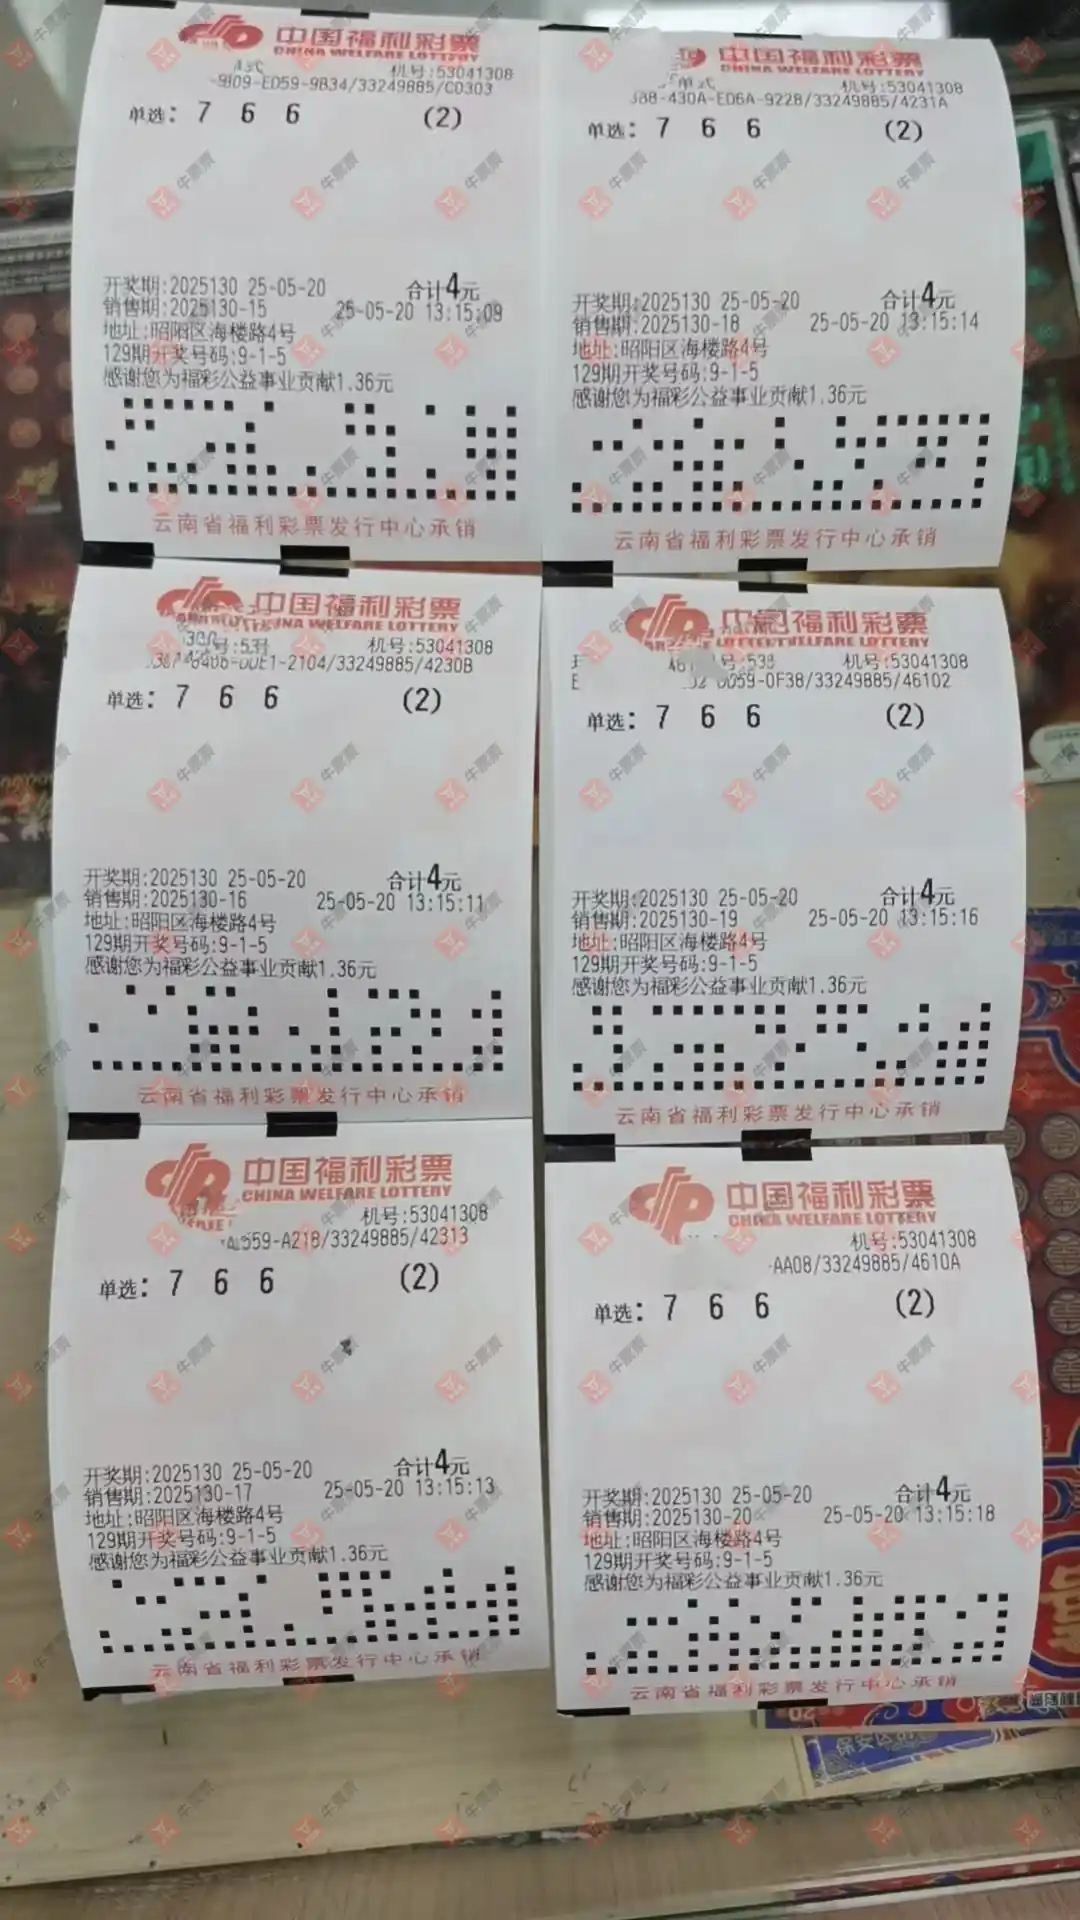 中国福利彩票
CHINA WELFARE LOTTERY
机号:53041308
-9B09-ED59-9B34/33249885/C0303
单选: 7 6 6 (2)
开奖期:2025130 25-05-20 合计4元
销售期:2025130-15 25-05-20 13:15:09
地址:昭阳区海楼路4号
129期开奖号码:9-1-5
感谢您为福彩公益事业贡献1.36元
云南省福利彩票发行中心承销
中国福利彩票
CHINA WELFARE LOTTERY
单式 机号:53041308
-430A-ED6A-9228/33249885/4231A
单选: 7 6 6 (2)
开奖期:2025130 25-05-20 合计4元
销售期:2025130-18 25-05-20 13:15:14
地址:昭阳区海楼路4号
129期开奖号码:9-1-5
感谢您为福彩公益事业贡献1.36元
云南省福利彩票发行中心承销
中国福利彩票
WELFARE LOTTERY
机号:53041308
-2104/33249885/4230B
单选: 7 6 6 (2)
开奖期:2025130 25-05-20 合计4元
销售期:2025130-16 25-05-20 13:15:11
地址:昭阳区海楼路4号
129期开奖号码:9-1-5
感谢您为福彩公益事业贡献1.36元
云南省福利彩票发行中心承销
中国福利彩票
WELFARE LOTTERY
机号:53041308
-0F38/33249885/46102
单选: 7 6 6 (2)
开奖期:2025130 25-05-20 合计4元
销售期:2025130-19 25-05-20 13:15:16
地址:昭阳区海楼路4号
129期开奖号码:9-1-5
感谢您为福彩公益事业贡献1.36元
云南省福利彩票发行中心承销
中国福利彩票
CHINA WELFARE LOTTERY
机号:53041308
-A218/33249885/42313
单选: 7 6 6 (2)
开奖期:2025130 25-05-20 合计4元
销售期:2025130-17 25-05-20 13:15:13
地址:昭阳区海楼路4号
129期开奖号码:9-1-5
感谢您为福彩公益事业贡献1.36元
云南省福利彩票发行中心承销
中国福利彩票
CHINA WELFARE LOTTERY
机号:53041308
-AA08/33249885/4610A
单选: 7 6 6 (2)
开奖期:2025130 25-05-20 合计4元
销售期:2025130-20 25-05-20 13:15:18
地址:昭阳区海楼路4号
129期开奖号码:9-1-5
感谢您为福彩公益事业贡献1.36元
云南省福利彩票发行中心承销
牛票票